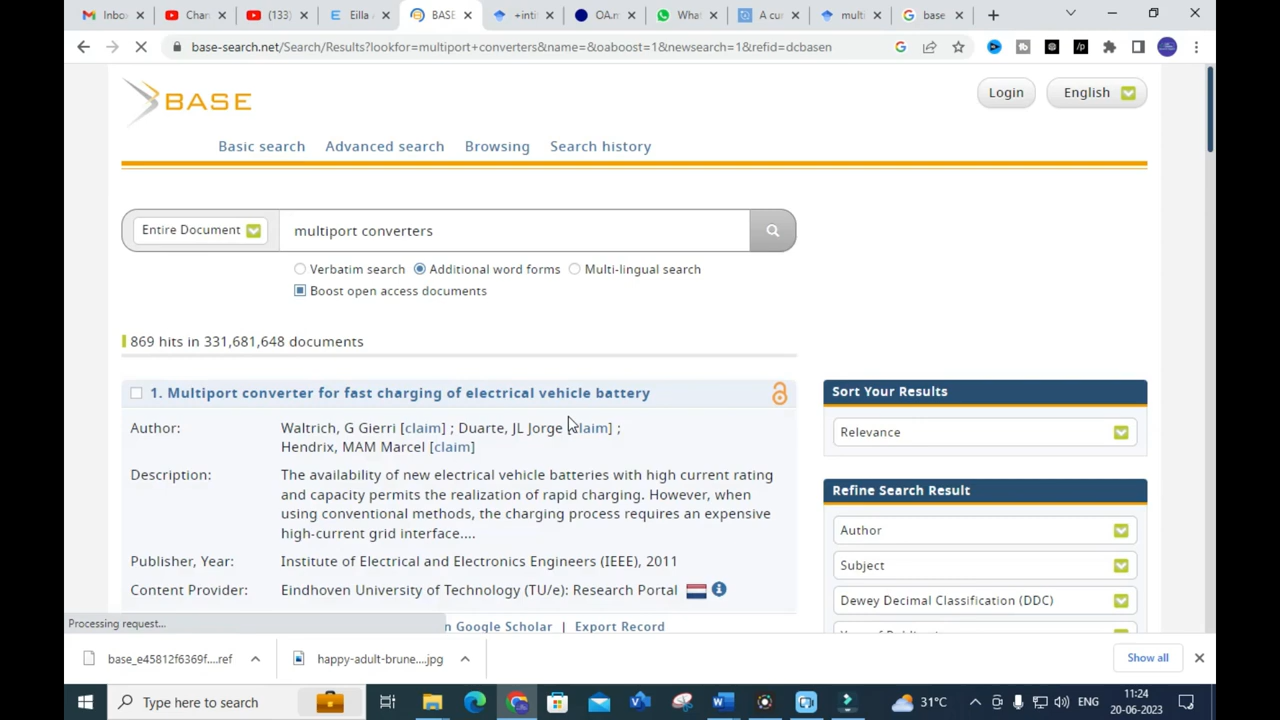 Inbox
Chan
(133)
Eilla
BASE
+inti
OA.m
What
A cu
multi
base
base-search.net/Search/Results?lookfor=multiport+converters&name=&oaboost=1&newsearch=1&refid=dcbasen
BASE
Login
English
Basic search
Advanced search
Browsing
Search history
Entire Document
multiport converters
Verbatim search
Additional word forms
Multi-lingual search
Boost open access documents
869 hits in 331,681,648 documents
1. Multiport converter for fast charging of electrical vehicle battery
Sort Your Results
Author: Waltrich, G Gierri [claim] ; Duarte, JL Jorge [claim] ;
Relevance
Hendrix, MAM Marcel [claim]
Description: The availability of new electrical vehicle batteries with high current rating
and capacity permits the realization of rapid charging. However, when
Refine Search Result
using conventional methods, the charging process requires an expensive
high-current grid interface....
Author
Publisher, Year: Institute of Electrical and Electronics Engineers (IEEE), 2011
Subject
Content Provider: Eindhoven University of Technology (TU/e): Research Portal
Dewey Decimal Classification (DDC)
Processing request...
n Google Scholar | Export Record
base_e45812f6369f....ref
happy-adult-brune....jpg
Show all
Type here to search
31°C
ENG
11:24
20-06-2023